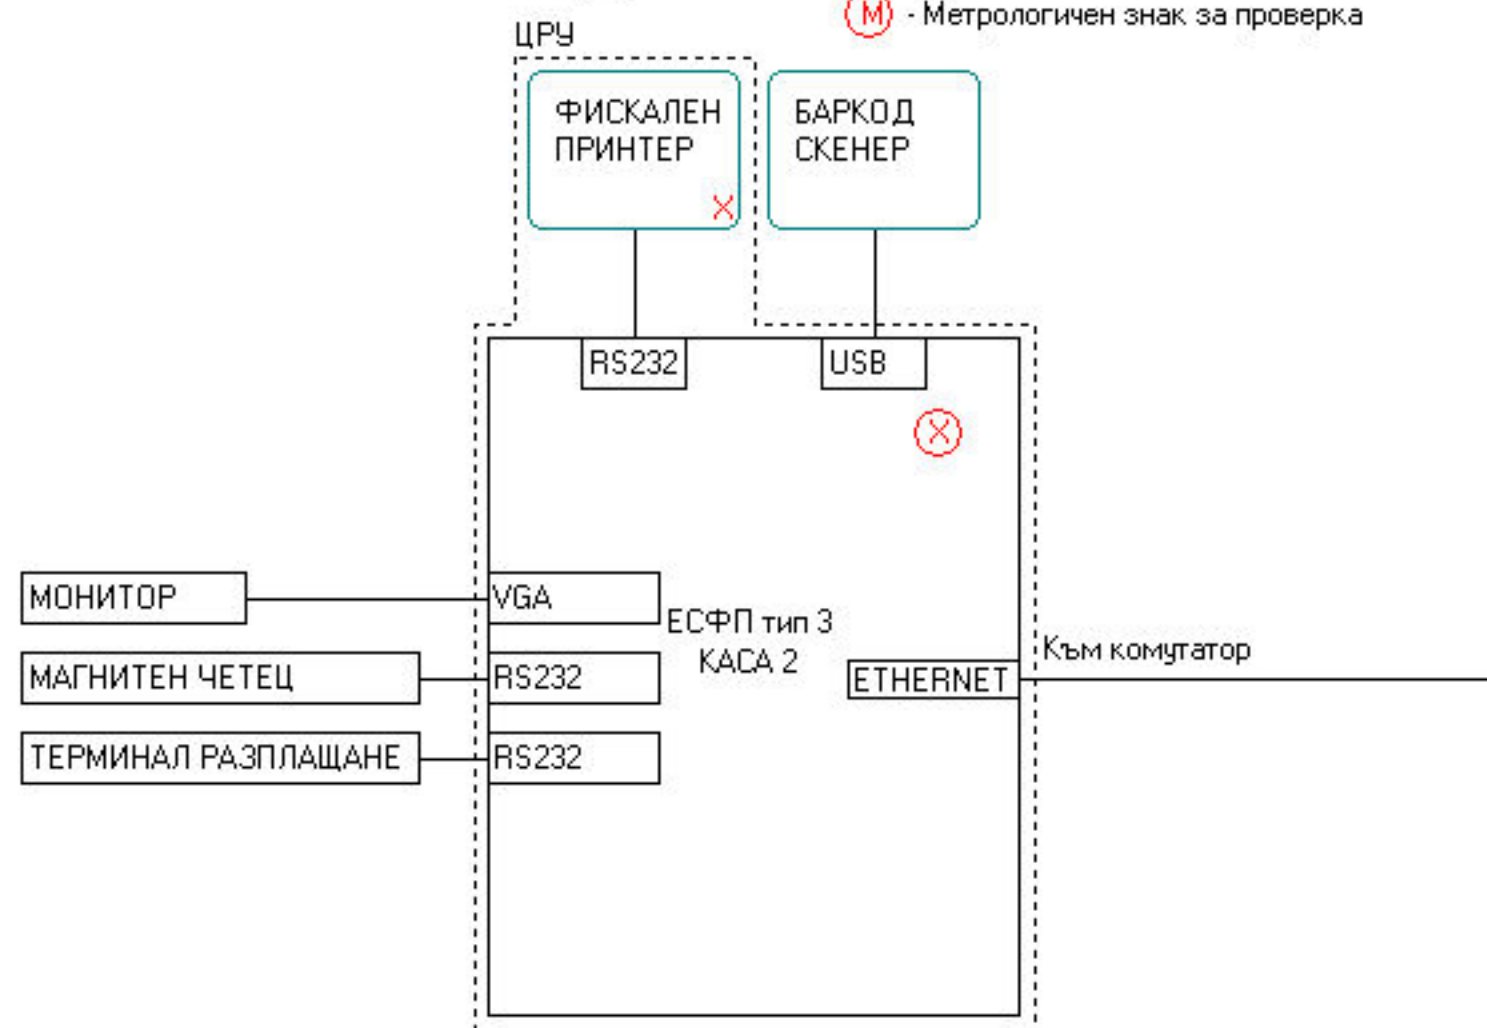 М - Метрологичен знак за проверка
ЦРУ
ФИСКАЛЕН
ПРИНТЕР
X
БАРКОД
СКЕНЕР
RS232
USB
X
МОНИТОР
VGA
ЕСФП тип 3
КАСА 2
МАГНИТЕН ЧЕТЕЦ
RS232
ETHERNET
Към комутатор
ТЕРМИНАЛ РАЗПЛАЩАНЕ
RS232